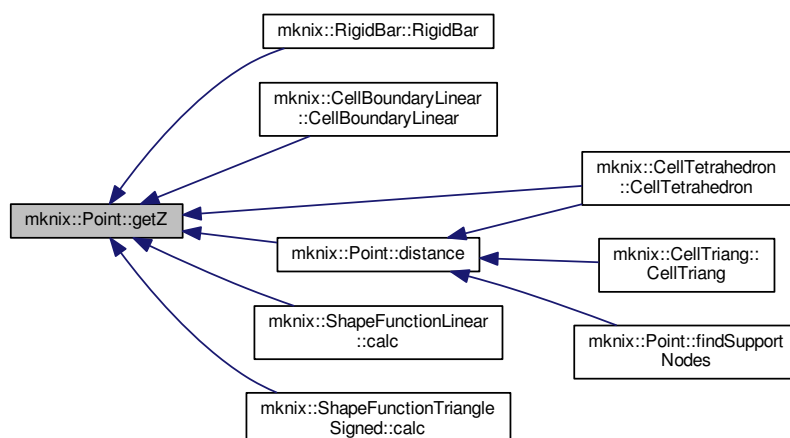 mknix::RigidBar::RigidBar
mknix::CellBoundaryLinear
::CellBoundaryLinear
mknix::CellTetrahedron
::CellTetrahedron
mknix::Point::getZ
mknix::Point::distance
mknix::CellTriang::
CellTriang
mknix::ShapeFunctionLinear
::calc
mknix::Point::findSupport
Nodes
mknix::ShapeFunctionTriangle
Signed::calc